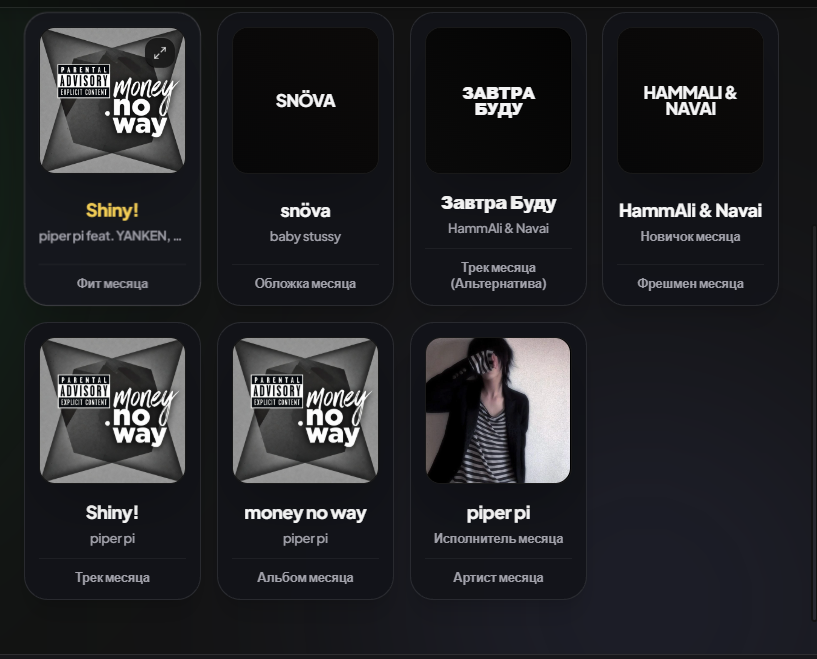 PARENTAL
ADVISORY
EXPLICIT CONTENT
money
.no
way
Shiny!
piper pi feat. YANKEN, ...
Фит месяца
SNÖVA
snöva
baby stussy
Обложка месяца
ЗАВТРА
БУДУ
Завтра Буду
HammAli & Navai
Трек месяца
(Альтернатива)
HAMMALI &
NAVAI
HammAli & Navai
Новичок месяца
Фрешмен месяца
PARENTAL
ADVISORY
EXPLICIT CONTENT
money
.no
way
Shiny!
piper pi
Трек месяца
PARENTAL
ADVISORY
EXPLICIT CONTENT
money
.no
way
money no way
piper pi
Альбом месяца
piper pi
Исполнитель месяца
Артист месяца